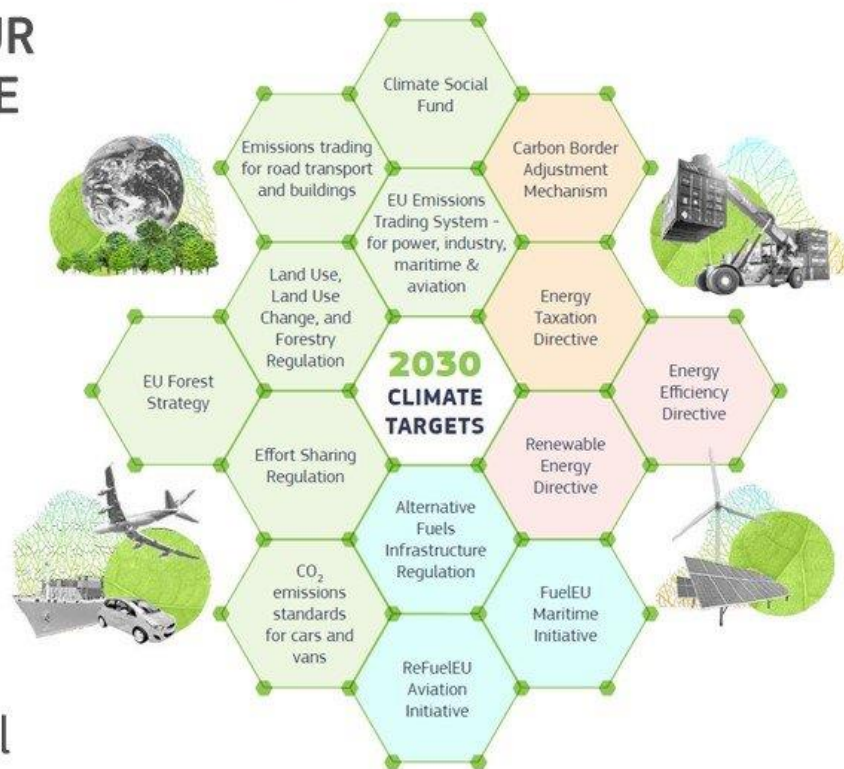 UR
E
Climate Social
Fund
Emissions trading
for road transport
and buildings
Carbon Border
Adjustment
Mechanism
EU Emissions
Trading System -
for power, industry,
maritime &
aviation
Land Use,
Land Use
Change, and
Forestry
Regulation
Energy
Taxation
Directive
EU Forest
Strategy
2030
CLIMATE
TARGETS
Energy
Efficiency
Directive
Effort Sharing
Regulation
Renewable
Energy
Directive
Alternative
Fuels
Infrastructure
Regulation
CO₂
emissions
standards
for cars and
vans
FuelEU
Maritime
Initiative
ReFuelEU
Aviation
Initiative
l